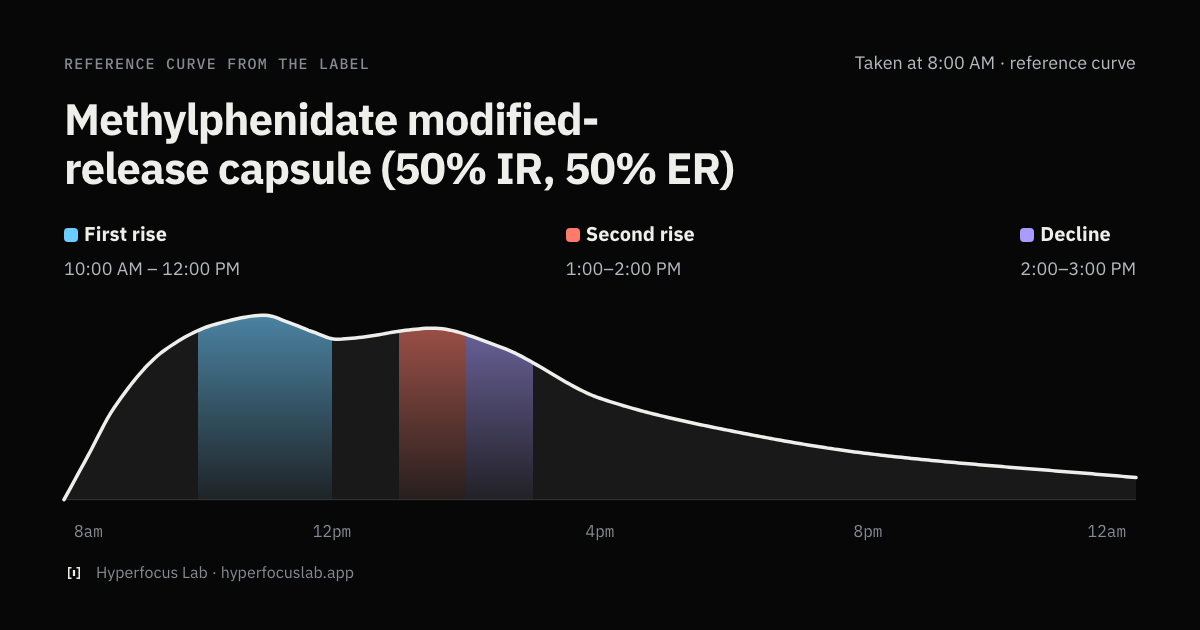 REFERENCE CURVE FROM THE LABEL
Taken at 8:00 AM · reference curve
Methylphenidate modified-
release capsule (50% IR, 50% ER)
First rise
10:00 AM – 12:00 PM
Second rise
1:00–2:00 PM
Decline
2:00–3:00 PM
8am 12pm 4pm 8pm 12am
Hyperfocus Lab · hyperfocuslab.app